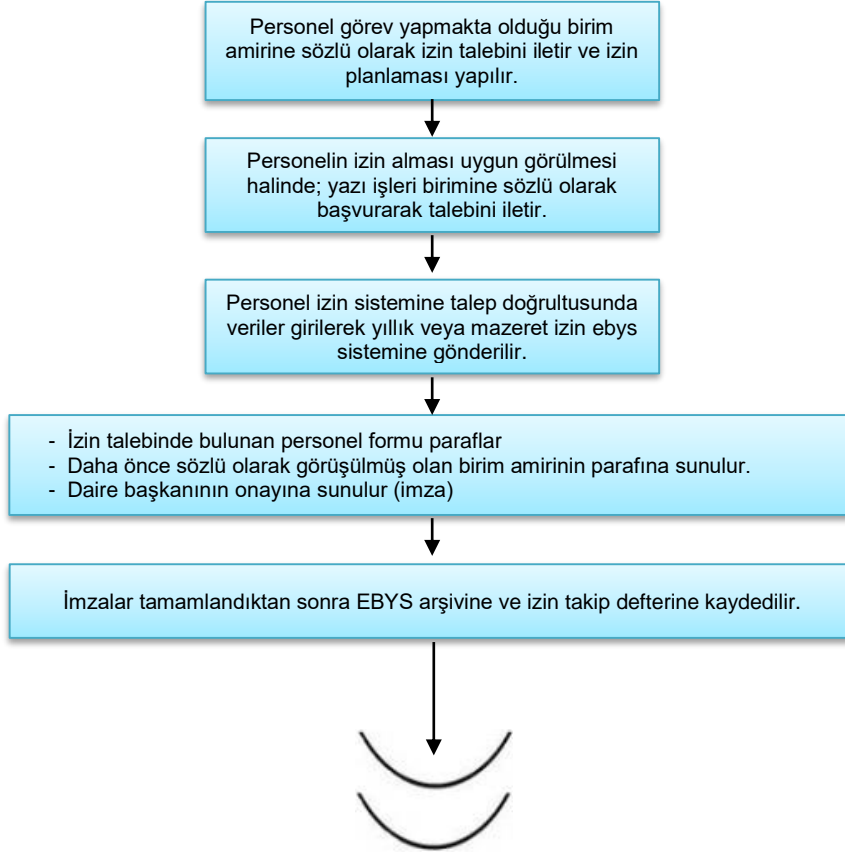 Personel görev yapmakta olduğu birim
amirine sözlü olarak izin talebini iletir ve izin
planlaması yapılır.
Personelin izin alması uygun görülmesi
halinde; yazı işleri birimine sözlü olarak
başvurarak talebini iletir.
Personel izin sistemine talep doğrultusunda
veriler girilerek yıllık veya mazeret izin ebys
sistemine gönderilir.
- İzin talebinde bulunan personel formu paraflar
- Daha önce sözlü olarak görüşülmüş olan birim amirinin parafına sunulur.
- Daire başkanının onayına sunulur (imza)
İmzalar tamamlandıktan sonra EBYS arşivine ve izin takip defterine kaydedilir.